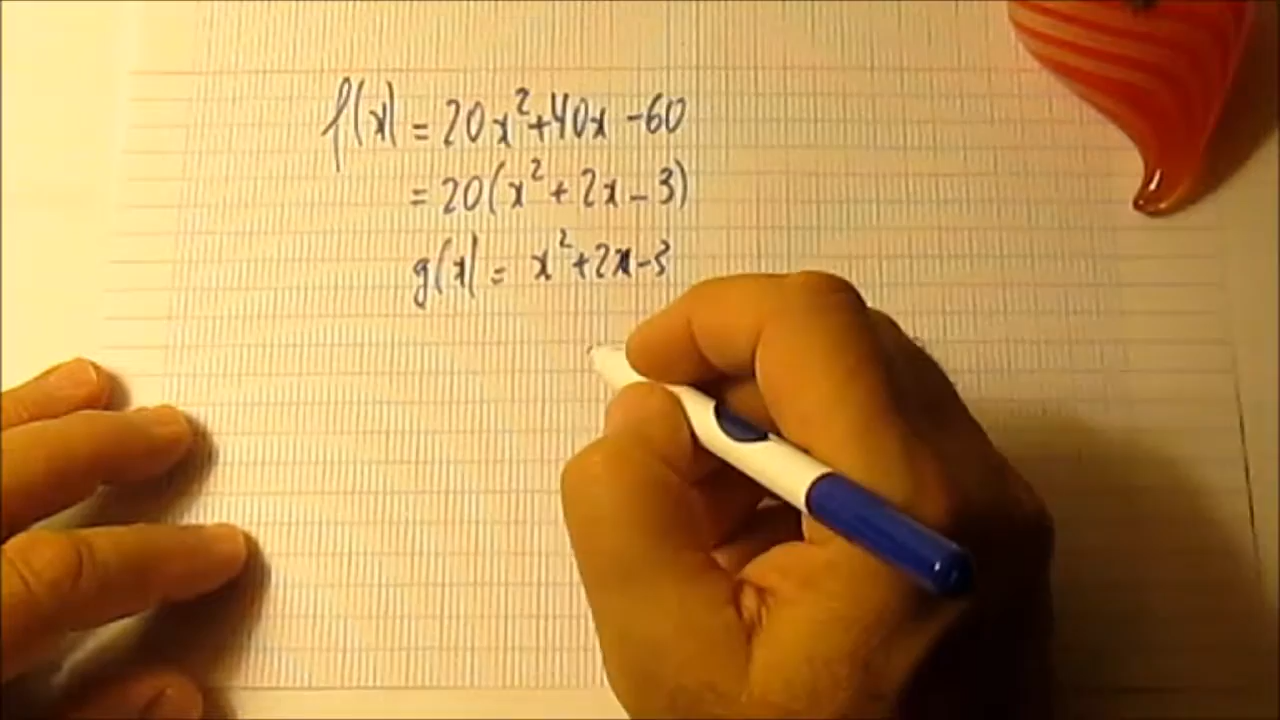 f(x) = 20x²+40x -60
= 20(x² + 2x - 3)
g(x) = x²+2x-3